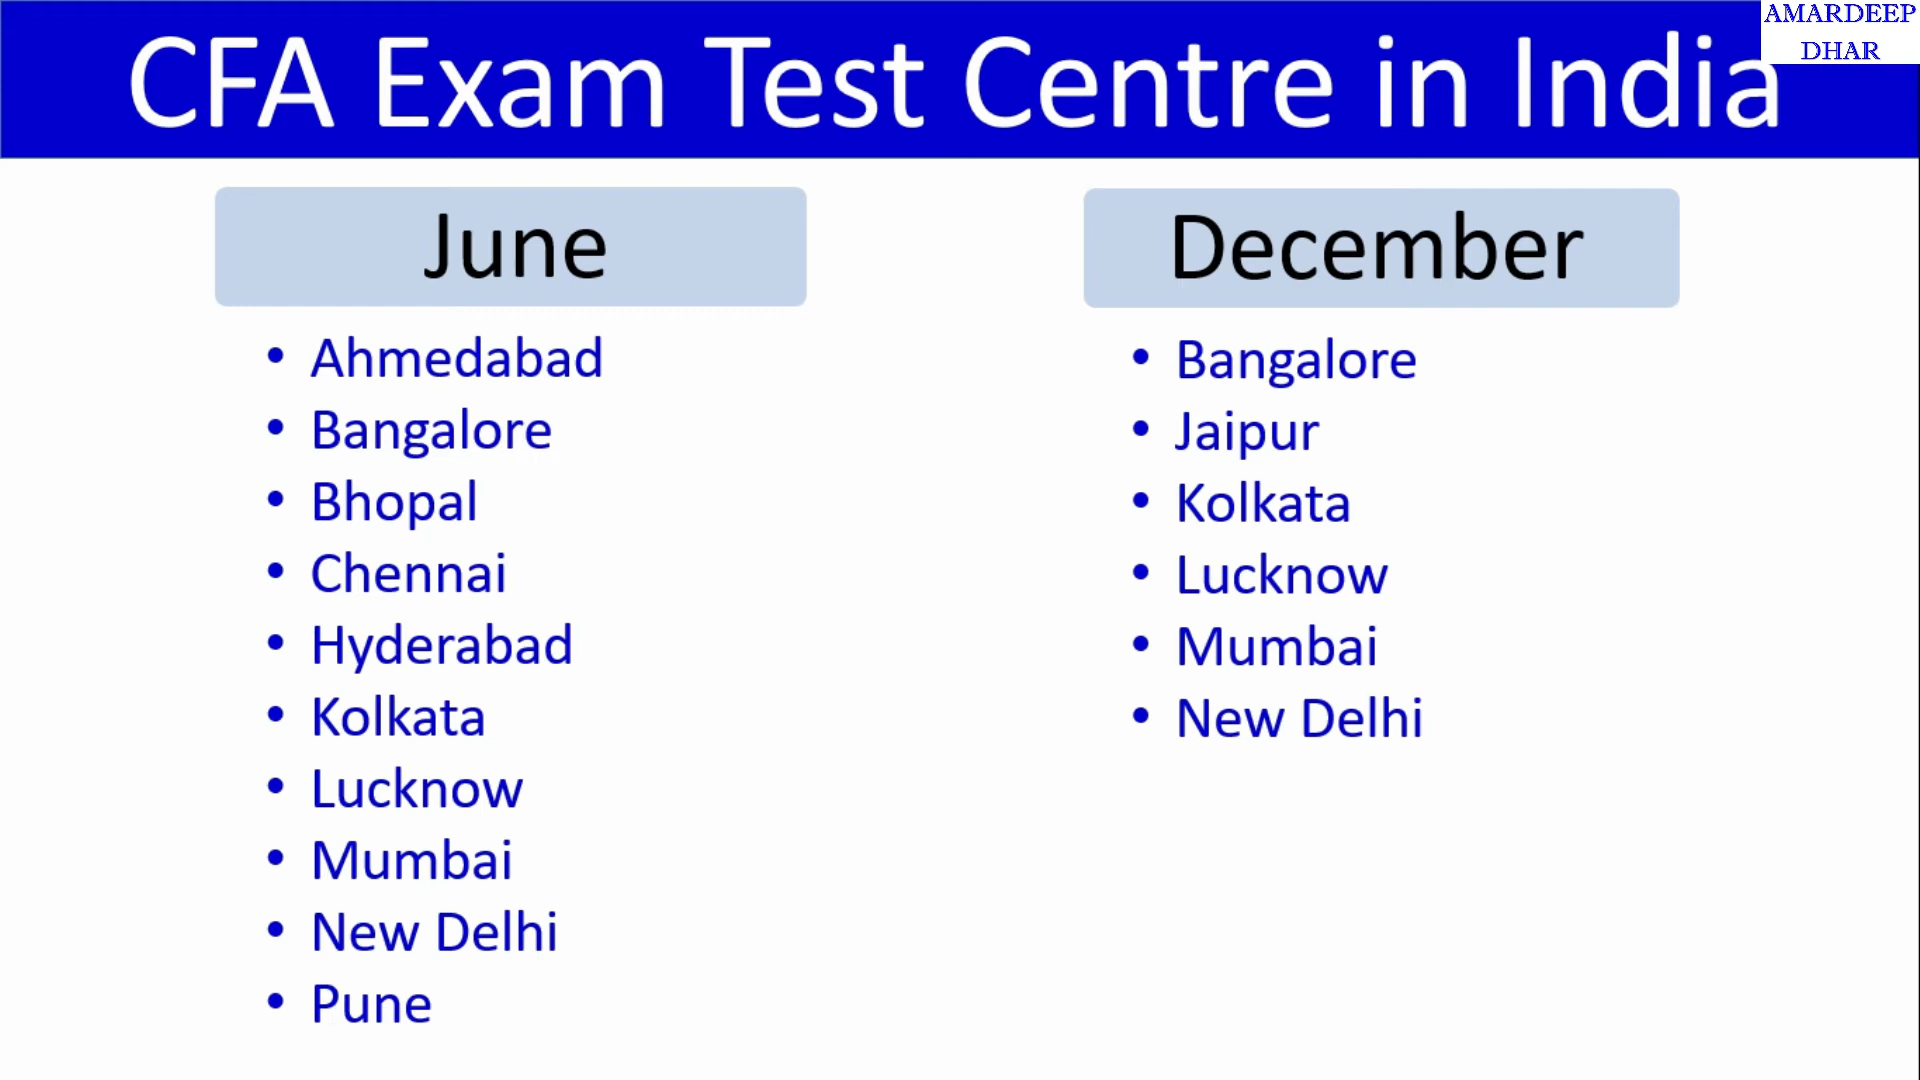 CFA Exam Test Centre in India
AMARDEEP
DHAR
June
• Ahmedabad
• Bangalore
• Bhopal
• Chennai
• Hyderabad
• Kolkata
• Lucknow
• Mumbai
• New Delhi
• Pune
December
• Bangalore
• Jaipur
• Kolkata
• Lucknow
• Mumbai
• New Delhi